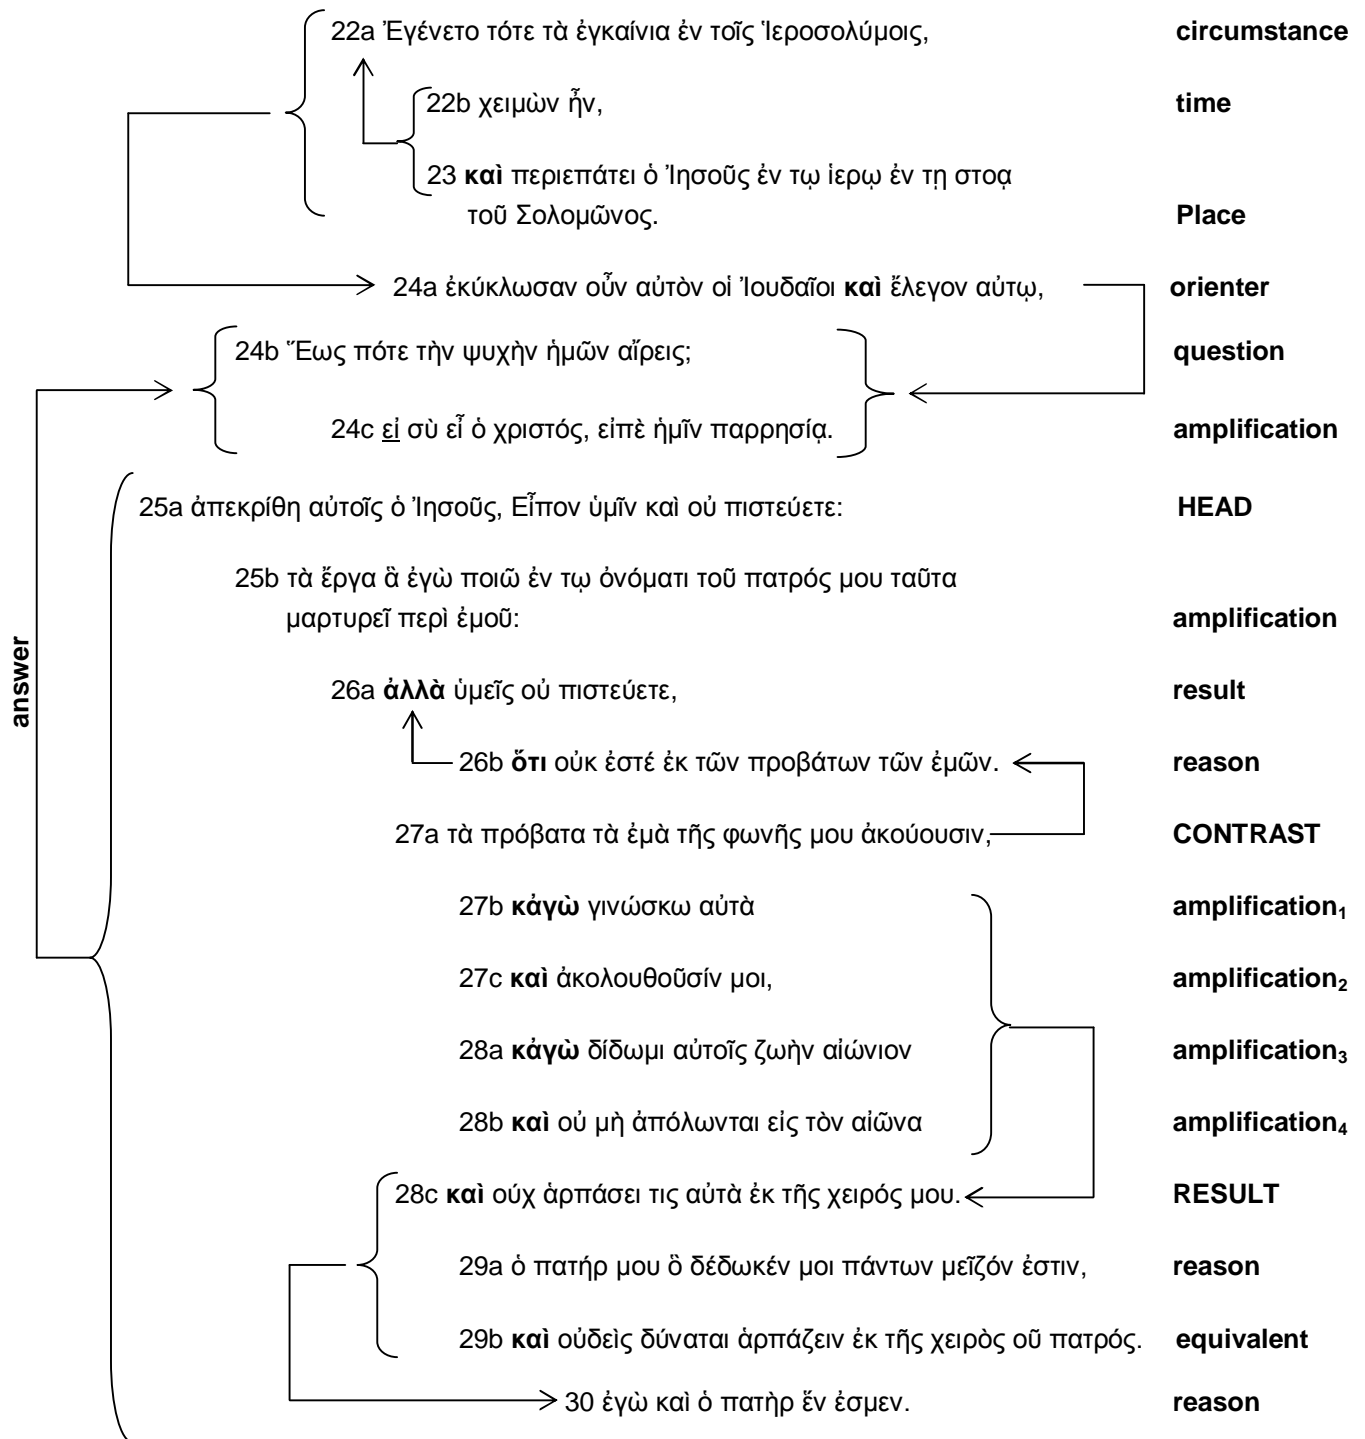 22a Ἐγένετο τότε τὰ ἐγκαίνια ἐν τοῖς Ἱεροσολύμοις, circumstance
22b χειμὼν ἦν, time
23 καὶ περιεπάτει ὁ Ἰησοῦς ἐν τῳ ἱερῳ ἐν τῃ στοᾳ
τοῦ Σολομῶνος. Place
24a ἐκύκλωσαν οὖν αὐτὸν οἱ Ἰουδαῖοι καὶ ἔλεγον αὐτῳ, orienter
24b Ἕως πότε τὴν ψυχὴν ἡμῶν αἴρεις; question
24c εἰ σὺ εἶ ὁ χριστός, εἰπὲ ἡμῖν παρρησίᾳ. amplification
25a ἀπεκρίθη αὐτοῖς ὁ Ἰησοῦς, Εἶπον ὑμῖν καὶ οὐ πιστεύετε: HEAD
25b τὰ ἔργα ἃ ἐγὼ ποιῶ ἐν τῳ ὀνόματι τοῦ πατρός μου ταῦτα
μαρτυρεῖ περὶ ἐμοῦ: amplification
answer
26a ἀλλὰ ὑμεῖς οὐ πιστεύετε, result
26b ὅτι οὐκ ἐστέ ἐκ τῶν προβάτων τῶν ἐμῶν. reason
27a τὰ πρόβατα τὰ ἐμὰ τῆς φωνῆς μου ἀκούουσιν, CONTRAST
27b κἀγὼ γινώσκω αὐτὰ amplification₁
27c καὶ ἀκολουθοῦσίν μοι, amplification₂
28a κἀγὼ δίδωμι αὐτοῖς ζωὴν αἰώνιον amplification₃
28b καὶ οὐ μὴ ἀπόλωνται εἰς τὸν αἰῶνα amplification₄
28c καὶ οὐχ ἁρπάσει τις αὐτὰ ἐκ τῆς χειρός μου. RESULT
29a ὁ πατήρ μου ὃ δέδωκέν μοι πάντων μεῖζόν ἐστιν, reason
29b καὶ οὐδεὶς δύναται ἁρπάζειν ἐκ τῆς χειρὸς οῦ πατρός. equivalent
30 ἐγὼ καὶ ὁ πατὴρ ἕν ἐσμεν. reason